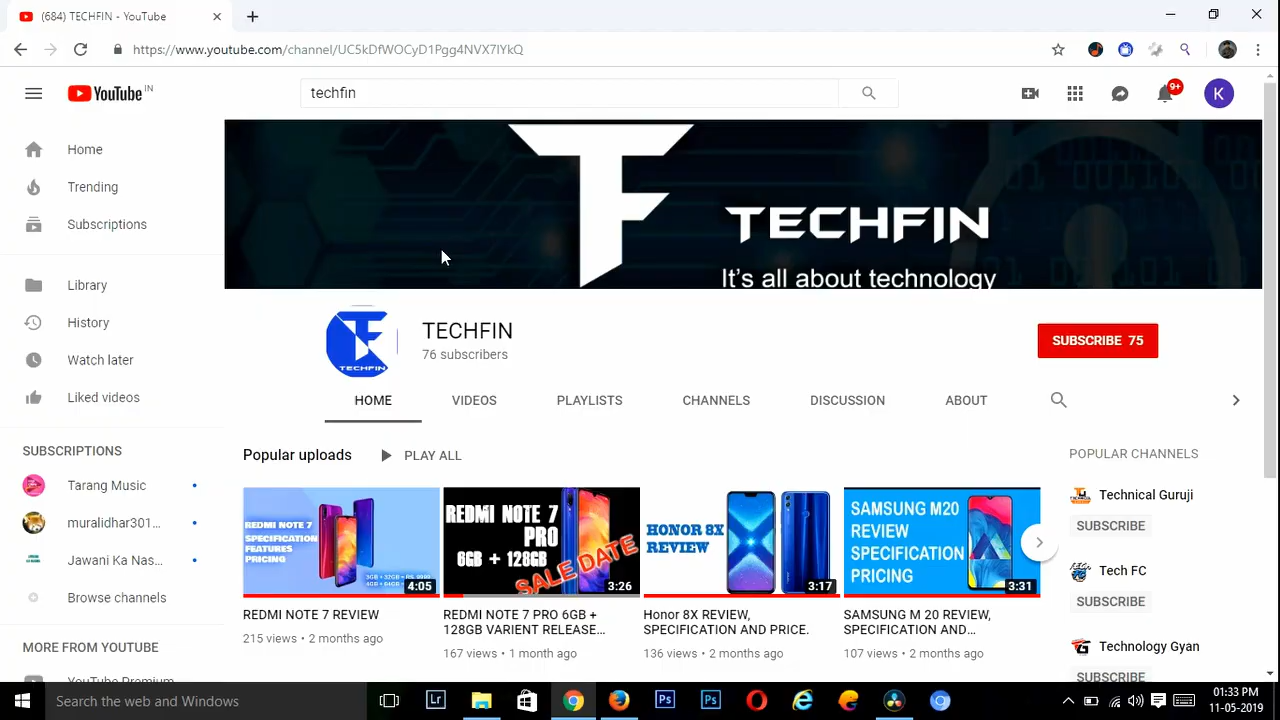 (684) TECHFIN - YouTube
https://www.youtube.com/channel/UC5kDfWOCyD1Pgg4NVX7IYkQ
YouTube IN
techfin
9+
K
Home
Trending
Subscriptions
Library
History
Watch later
Liked videos
SUBSCRIPTIONS
Tarang Music
muralidhar301...
Jawani Ka Nas...
Browse channels
MORE FROM YOUTUBE
YouTube Premium
TECHFIN
It's all about technology
TECHFIN
TECHFIN
76 subscribers
SUBSCRIBE 75
HOME
VIDEOS
PLAYLISTS
CHANNELS
DISCUSSION
ABOUT
Popular uploads
PLAY ALL
REDMI NOTE 7
SPECIFICATION
FEATURES
PRICING
4:05
REDMI NOTE 7 REVIEW
215 views • 2 months ago
REDMI NOTE 7
PRO
6GB + 128GB
SALE DATE
3:26
REDMI NOTE 7 PRO 6GB +
128GB VARIENT RELEASE...
167 views • 1 month ago
HONOR 8X
REVIEW
3:17
Honor 8X REVIEW,
SPECIFICATION AND PRICE.
136 views • 2 months ago
SAMSUNG M20
REVIEW
SPECIFICATION
PRICING
3:31
SAMSUNG M 20 REVIEW,
SPECIFICATION AND...
107 views • 2 months ago
POPULAR CHANNELS
Technical Guruji
SUBSCRIBE
Tech FC
SUBSCRIBE
Technology Gyan
SUBSCRIBE
Search the web and Windows
Lr
Ps
Ps
01:33 PM
11-05-2019